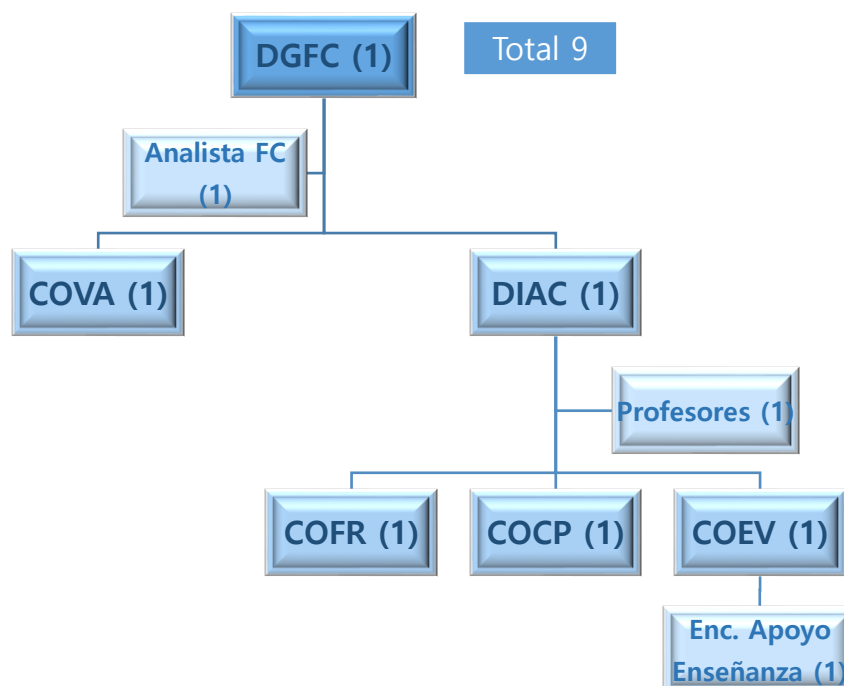 DGFC (1)
Total 9
Analista FC
(1)
COVA (1)
DIAC (1)
Profesores (1)
COFR (1)
COCP (1)
COEV (1)
Enc. Apoyo
Enseñanza (1)